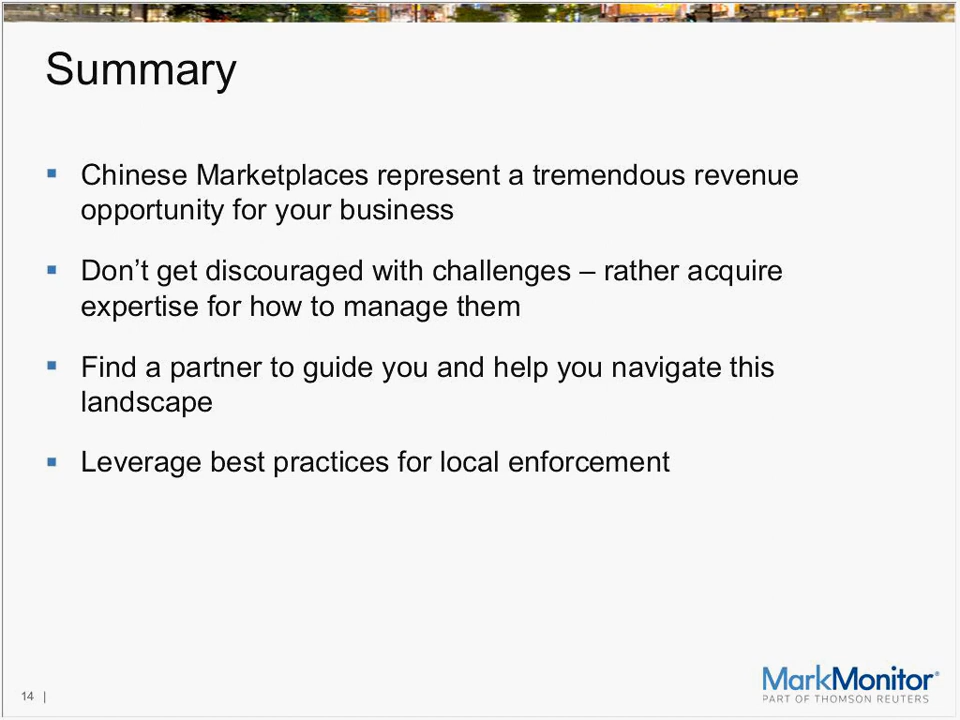 Summary
▪ Chinese Marketplaces represent a tremendous revenue
opportunity for your business
▪ Don’t get discouraged with challenges – rather acquire
expertise for how to manage them
▪ Find a partner to guide you and help you navigate this
landscape
▪ Leverage best practices for local enforcement
14 |
MarkMonitor®
PART OF THOMSON REUTERS